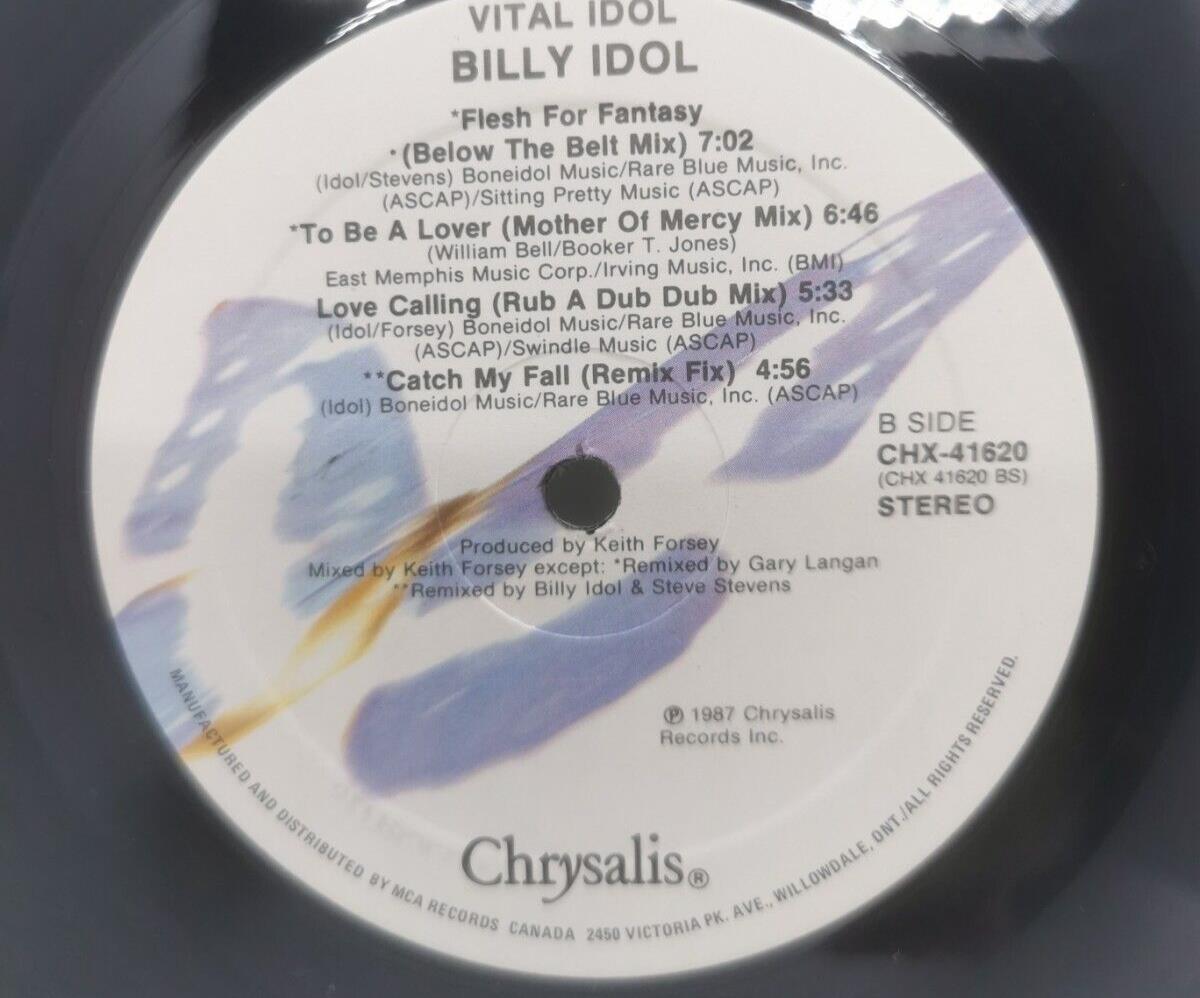 VITAL IDOL
BILLY IDOL
*Flesh For Fantasy
*(Below The Belt Mix) 7:02
(Idol/Stevens) Boneidol Music/Rare Blue Music, Inc.
(ASCAP)/Sitting Pretty Music (ASCAP)
*To Be A Lover (Mother Of Mercy Mix) 6:46
(William Bell/Booker T. Jones)
East Memphis Music Corp./Irving Music, Inc. (BMI)
Love Calling (Rub A Dub Dub Mix) 5:33
(Idol/Forsey) Boneidol Music/Rare Blue Music, Inc.
(ASCAP)/Swindle Music (ASCAP)
**Catch My Fall (Remix Fix) 4:56
(Idol) Boneidol Music/Rare Blue Music, Inc. (ASCAP)
B SIDE
CHX-41620
(CHX 41620 BS)
STEREO
Produced by Keith Forsey
Mixed by Keith Forsey except: *Remixed by Gary Langan
**Remixed by Billy Idol & Steve Stevens
℗ 1987 Chrysalis
Records Inc.
Chrysalis®
MANUFACTURED AND DISTRIBUTED BY MCA RECORDS CANADA 2450 VICTORIA PK. AVE., WILLOWDALE, ONT./ALL RIGHTS RESERVED.